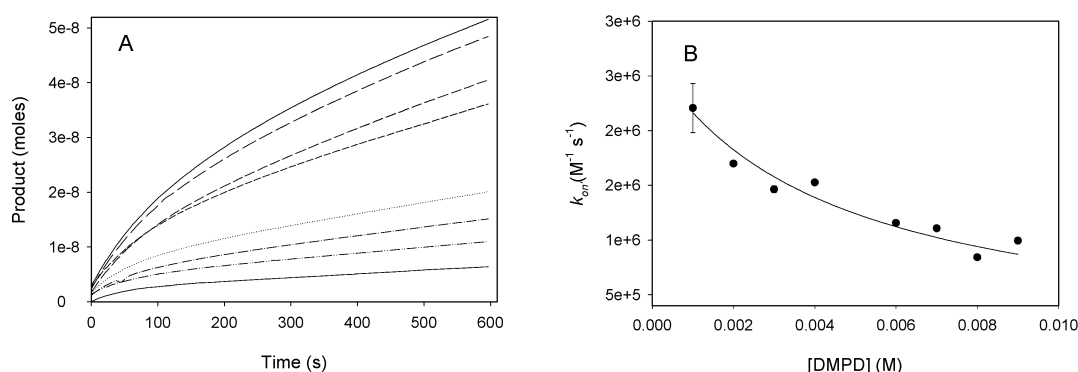 A
5e-8
4e-8
3e-8
2e-8
1e-8
0
Product (moles)
0 100 200 300 400 500 600
Time (s)
B
3e+6
3e+6
2e+6
2e+6
1e+6
5e+5
kon (M-1 s-1)
0.000 0.002 0.004 0.006 0.008 0.010
[DMPD] (M)